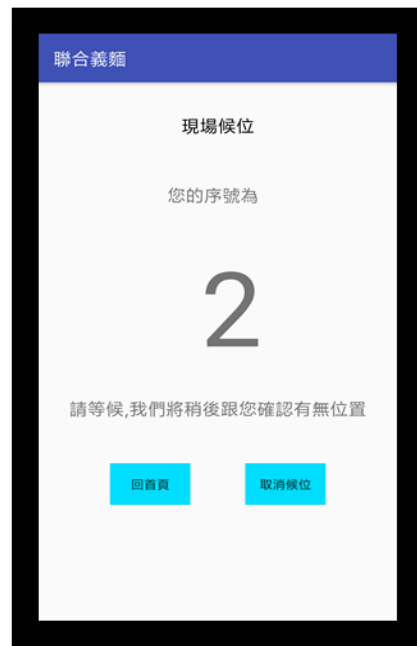 聯合義麵
現場候位
您的序號為
2
請等候,我們將稍後跟您確認有無位置
回首頁
取消候位